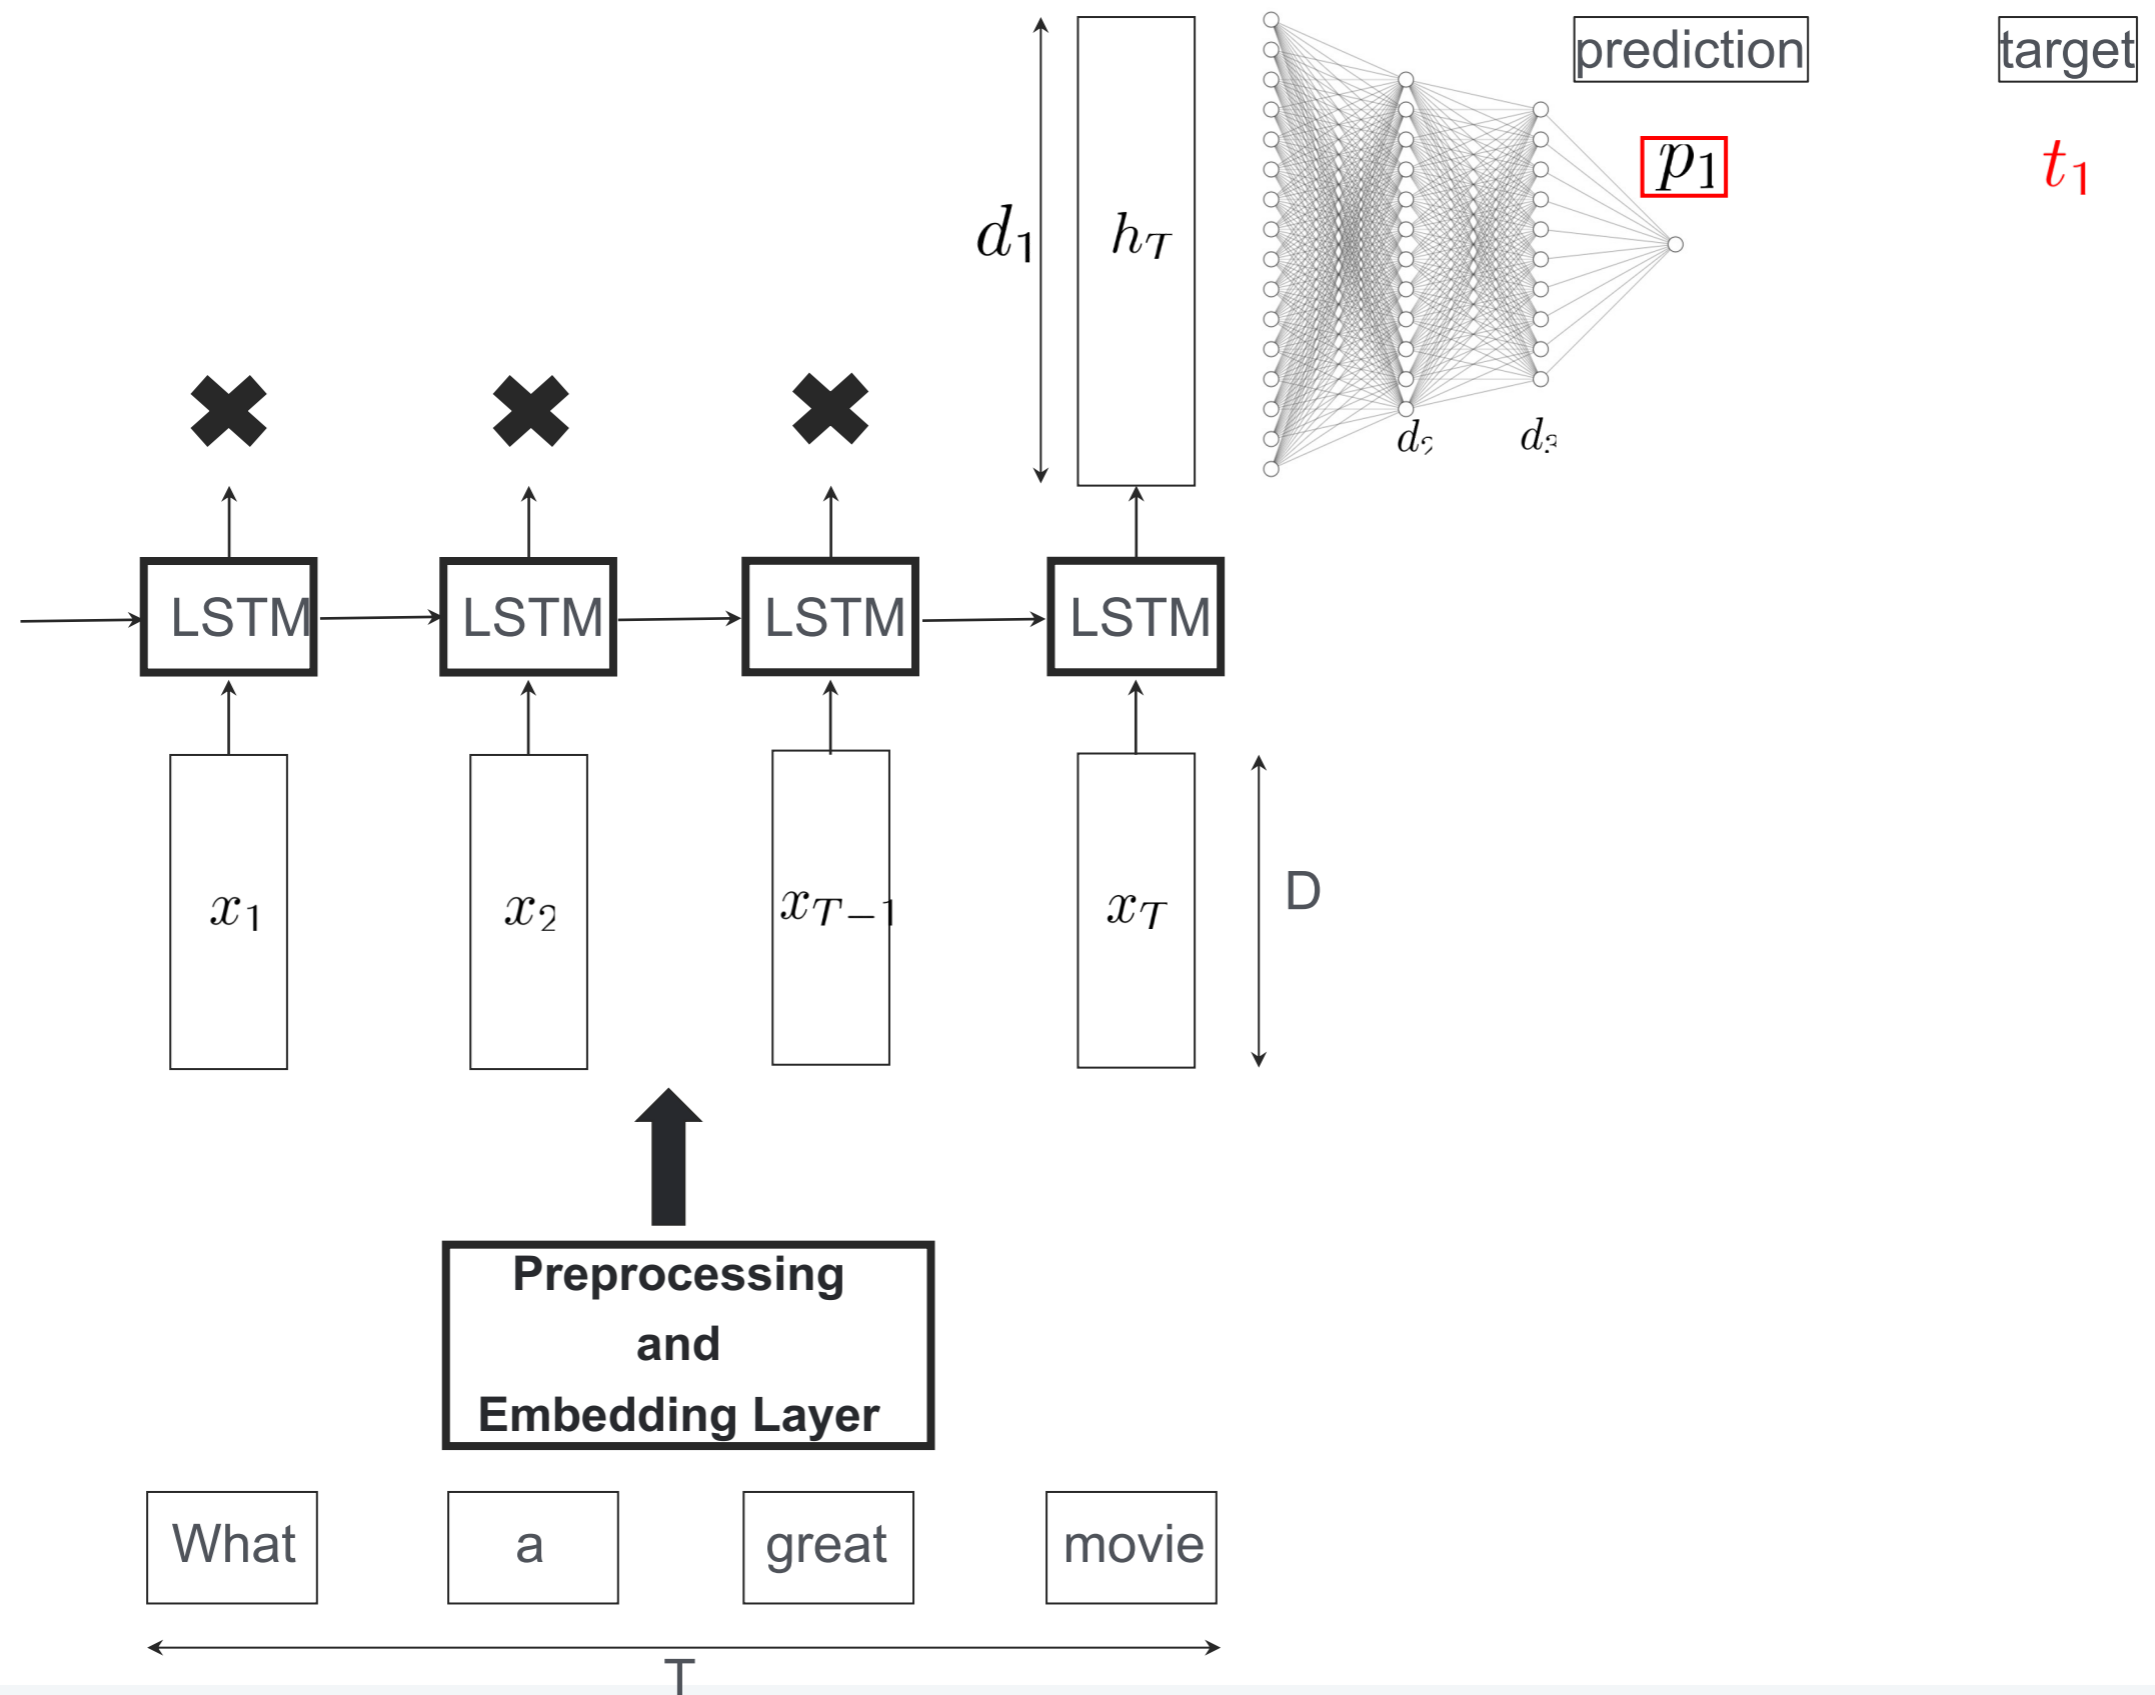 prediction
target
p1
t1
d1
hT
d2
d3
LSTM
LSTM
LSTM
LSTM
x1
x2
xT−1
xT
D
Preprocessing
and
Embedding Layer
What
a
great
movie
T